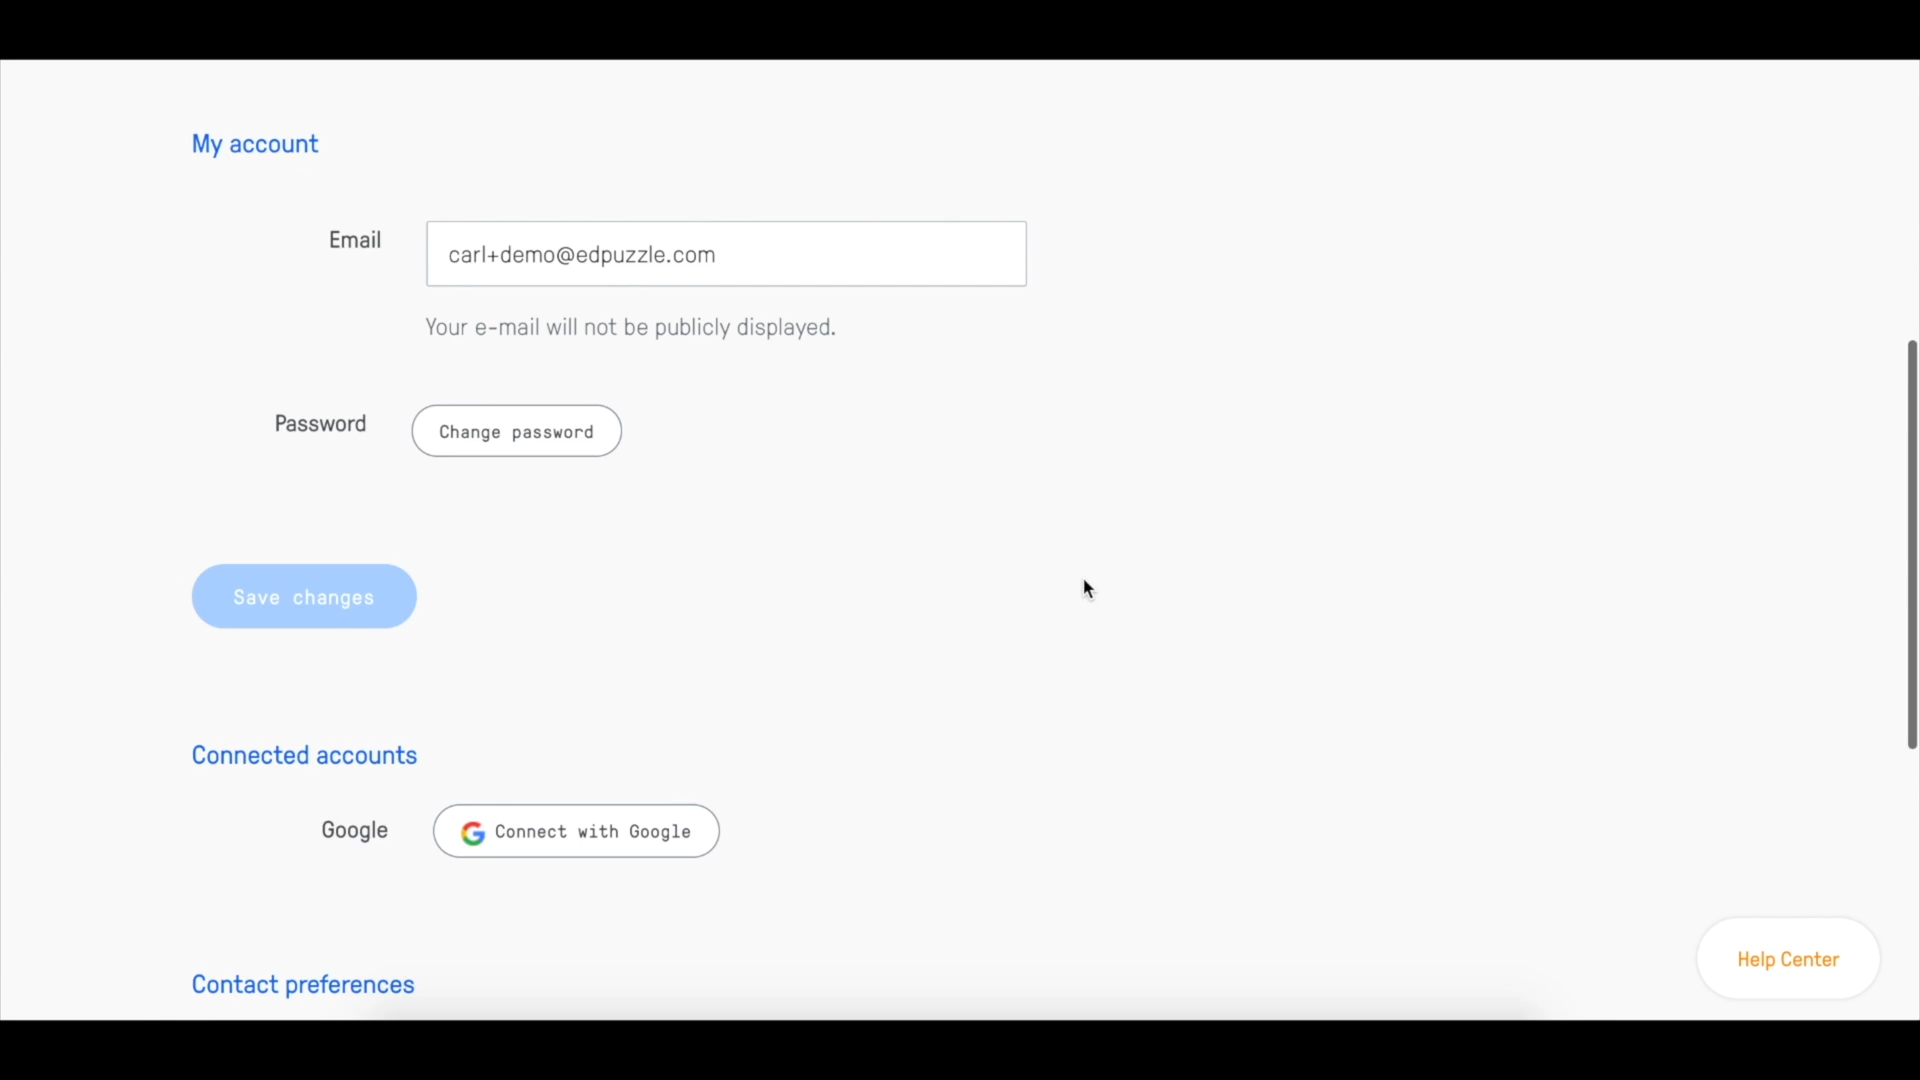 My account
Email
carl+demo@edpuzzle.com
Your e-mail will not be publicly displayed.
Password
Change password
Save changes
Connected accounts
Google
Connect with Google
Contact preferences
Help Center